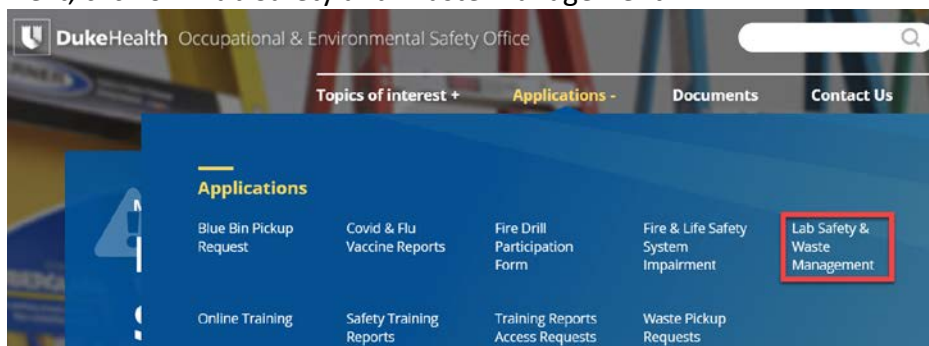 DukeHealth Occupational & Environmental Safety Office
Topics of interest + Applications - Documents Contact Us
Applications
Blue Bin Pickup
Request
Covid & Flu
Vaccine Reports
Fire Drill
Participation
Form
Fire & Life Safety
System
Impairment
Lab Safety &
Waste
Management
Online Training
Safety Training
Reports
Training Reports
Access Requests
Waste Pickup
Requests